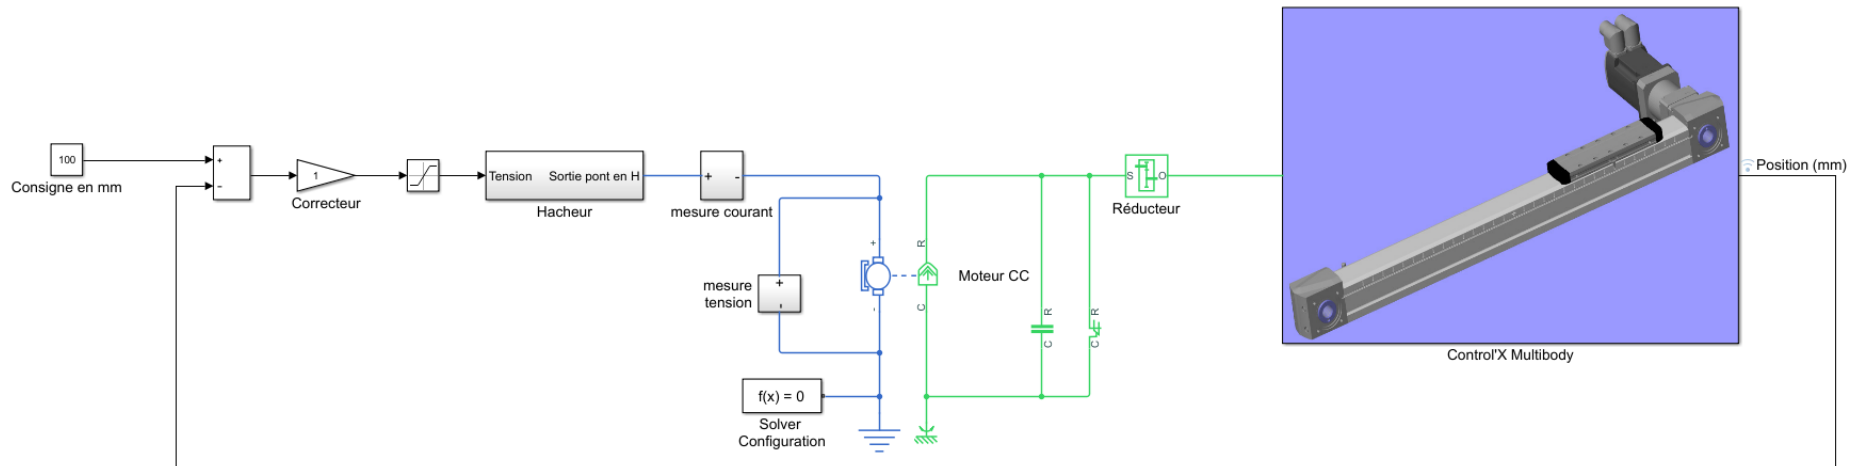 100
Consigne en mm
+
−
1
Correcteur
Tension
Sortie pont en H
Hacheur
+
-
mesure courant
mesure
tension
+
-
+
-
R
C
Moteur CC
R
C
R
C
S
O
Réducteur
f(x) = 0
Solver
Configuration
Control'X Multibody
Position (mm)